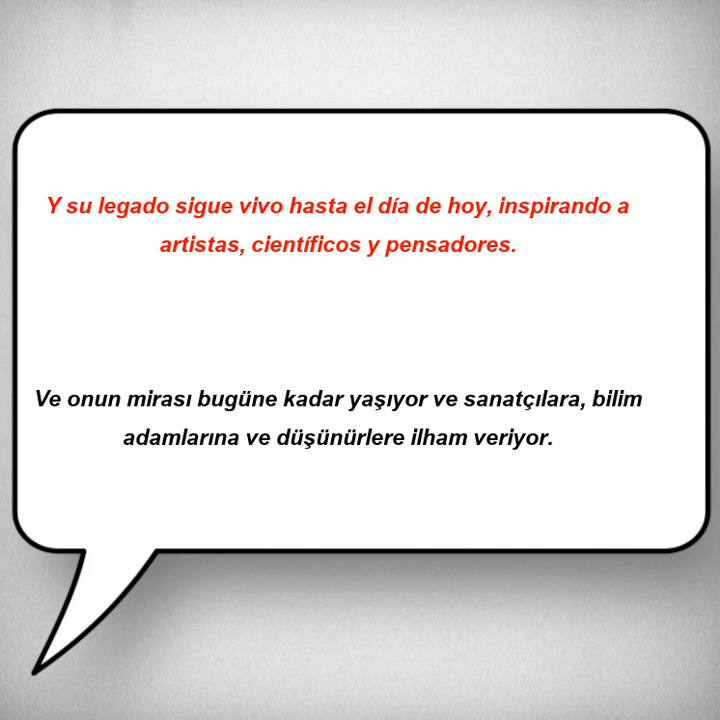 Y su legado sigue vivo hasta el día de hoy, inspirando a
artistas, científicos y pensadores.
Ve onun mirası bugüne kadar yaşıyor ve sanatçılara, bilim
adamlarına ve düşünürlere ilham veriyor.